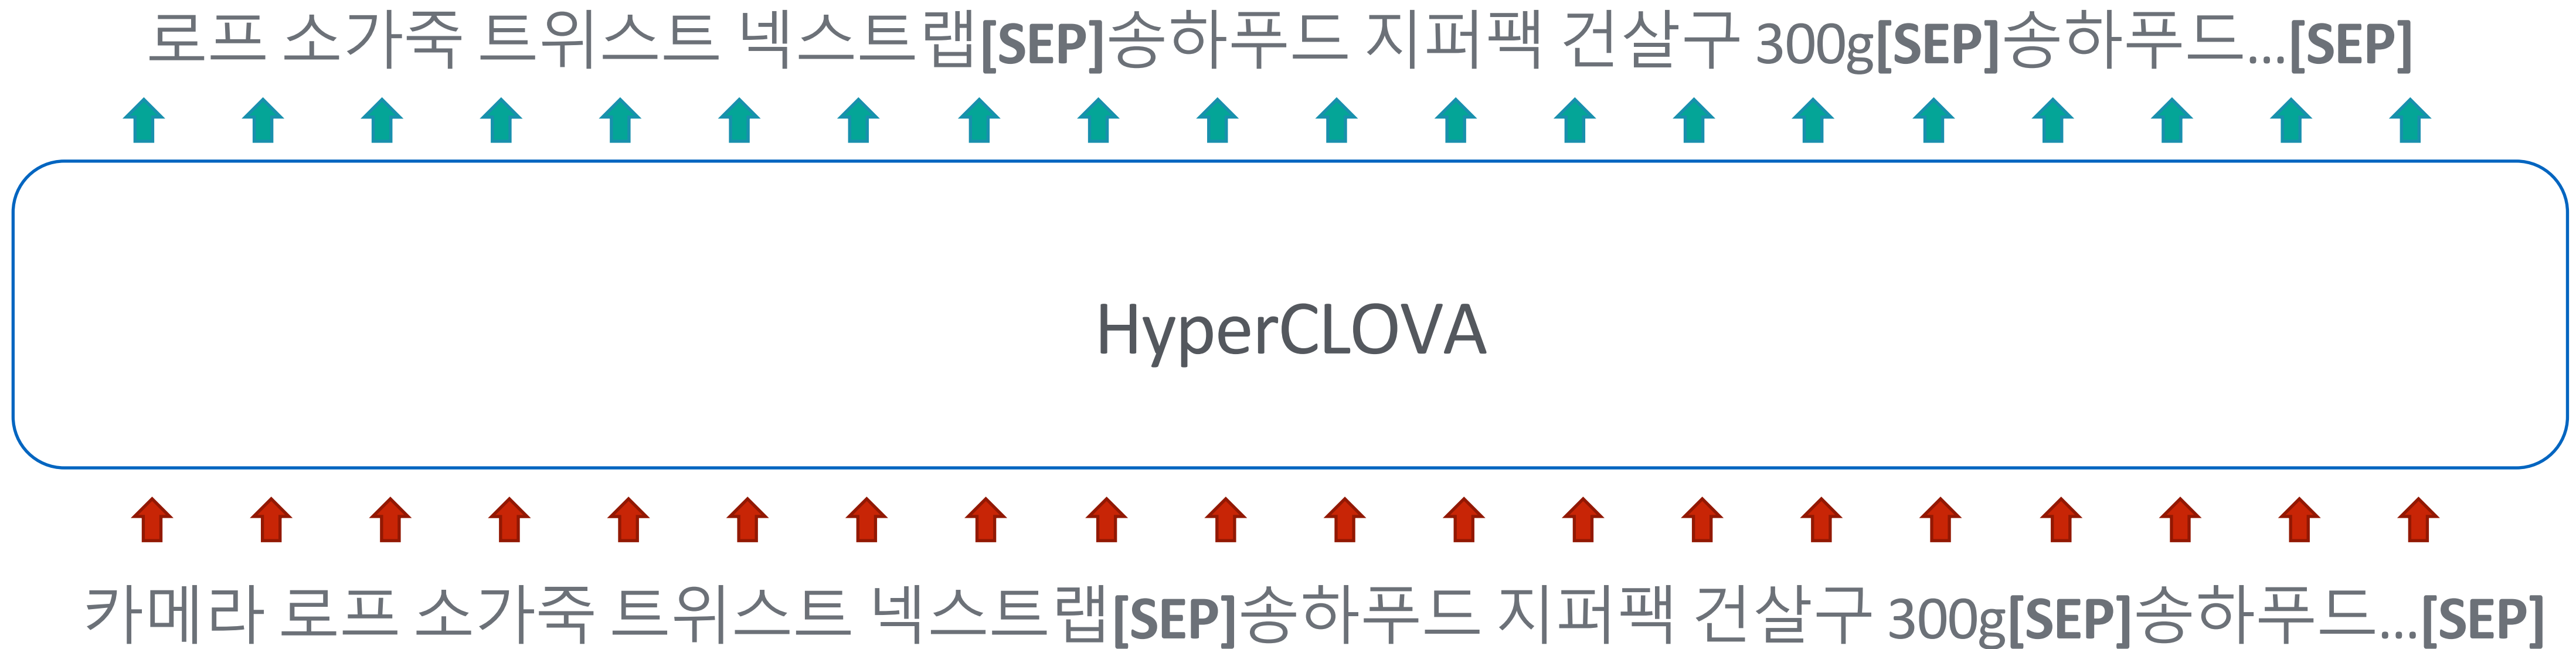 로프 소가죽 트위스트 넥스트랩[SEP]송하푸드 지퍼팩 건살구 300g[SEP]송하푸드...[SEP]
HyperCLOVA
카메라 로프 소가죽 트위스트 넥스트랩[SEP]송하푸드 지퍼팩 건살구 300g[SEP]송하푸드...[SEP]